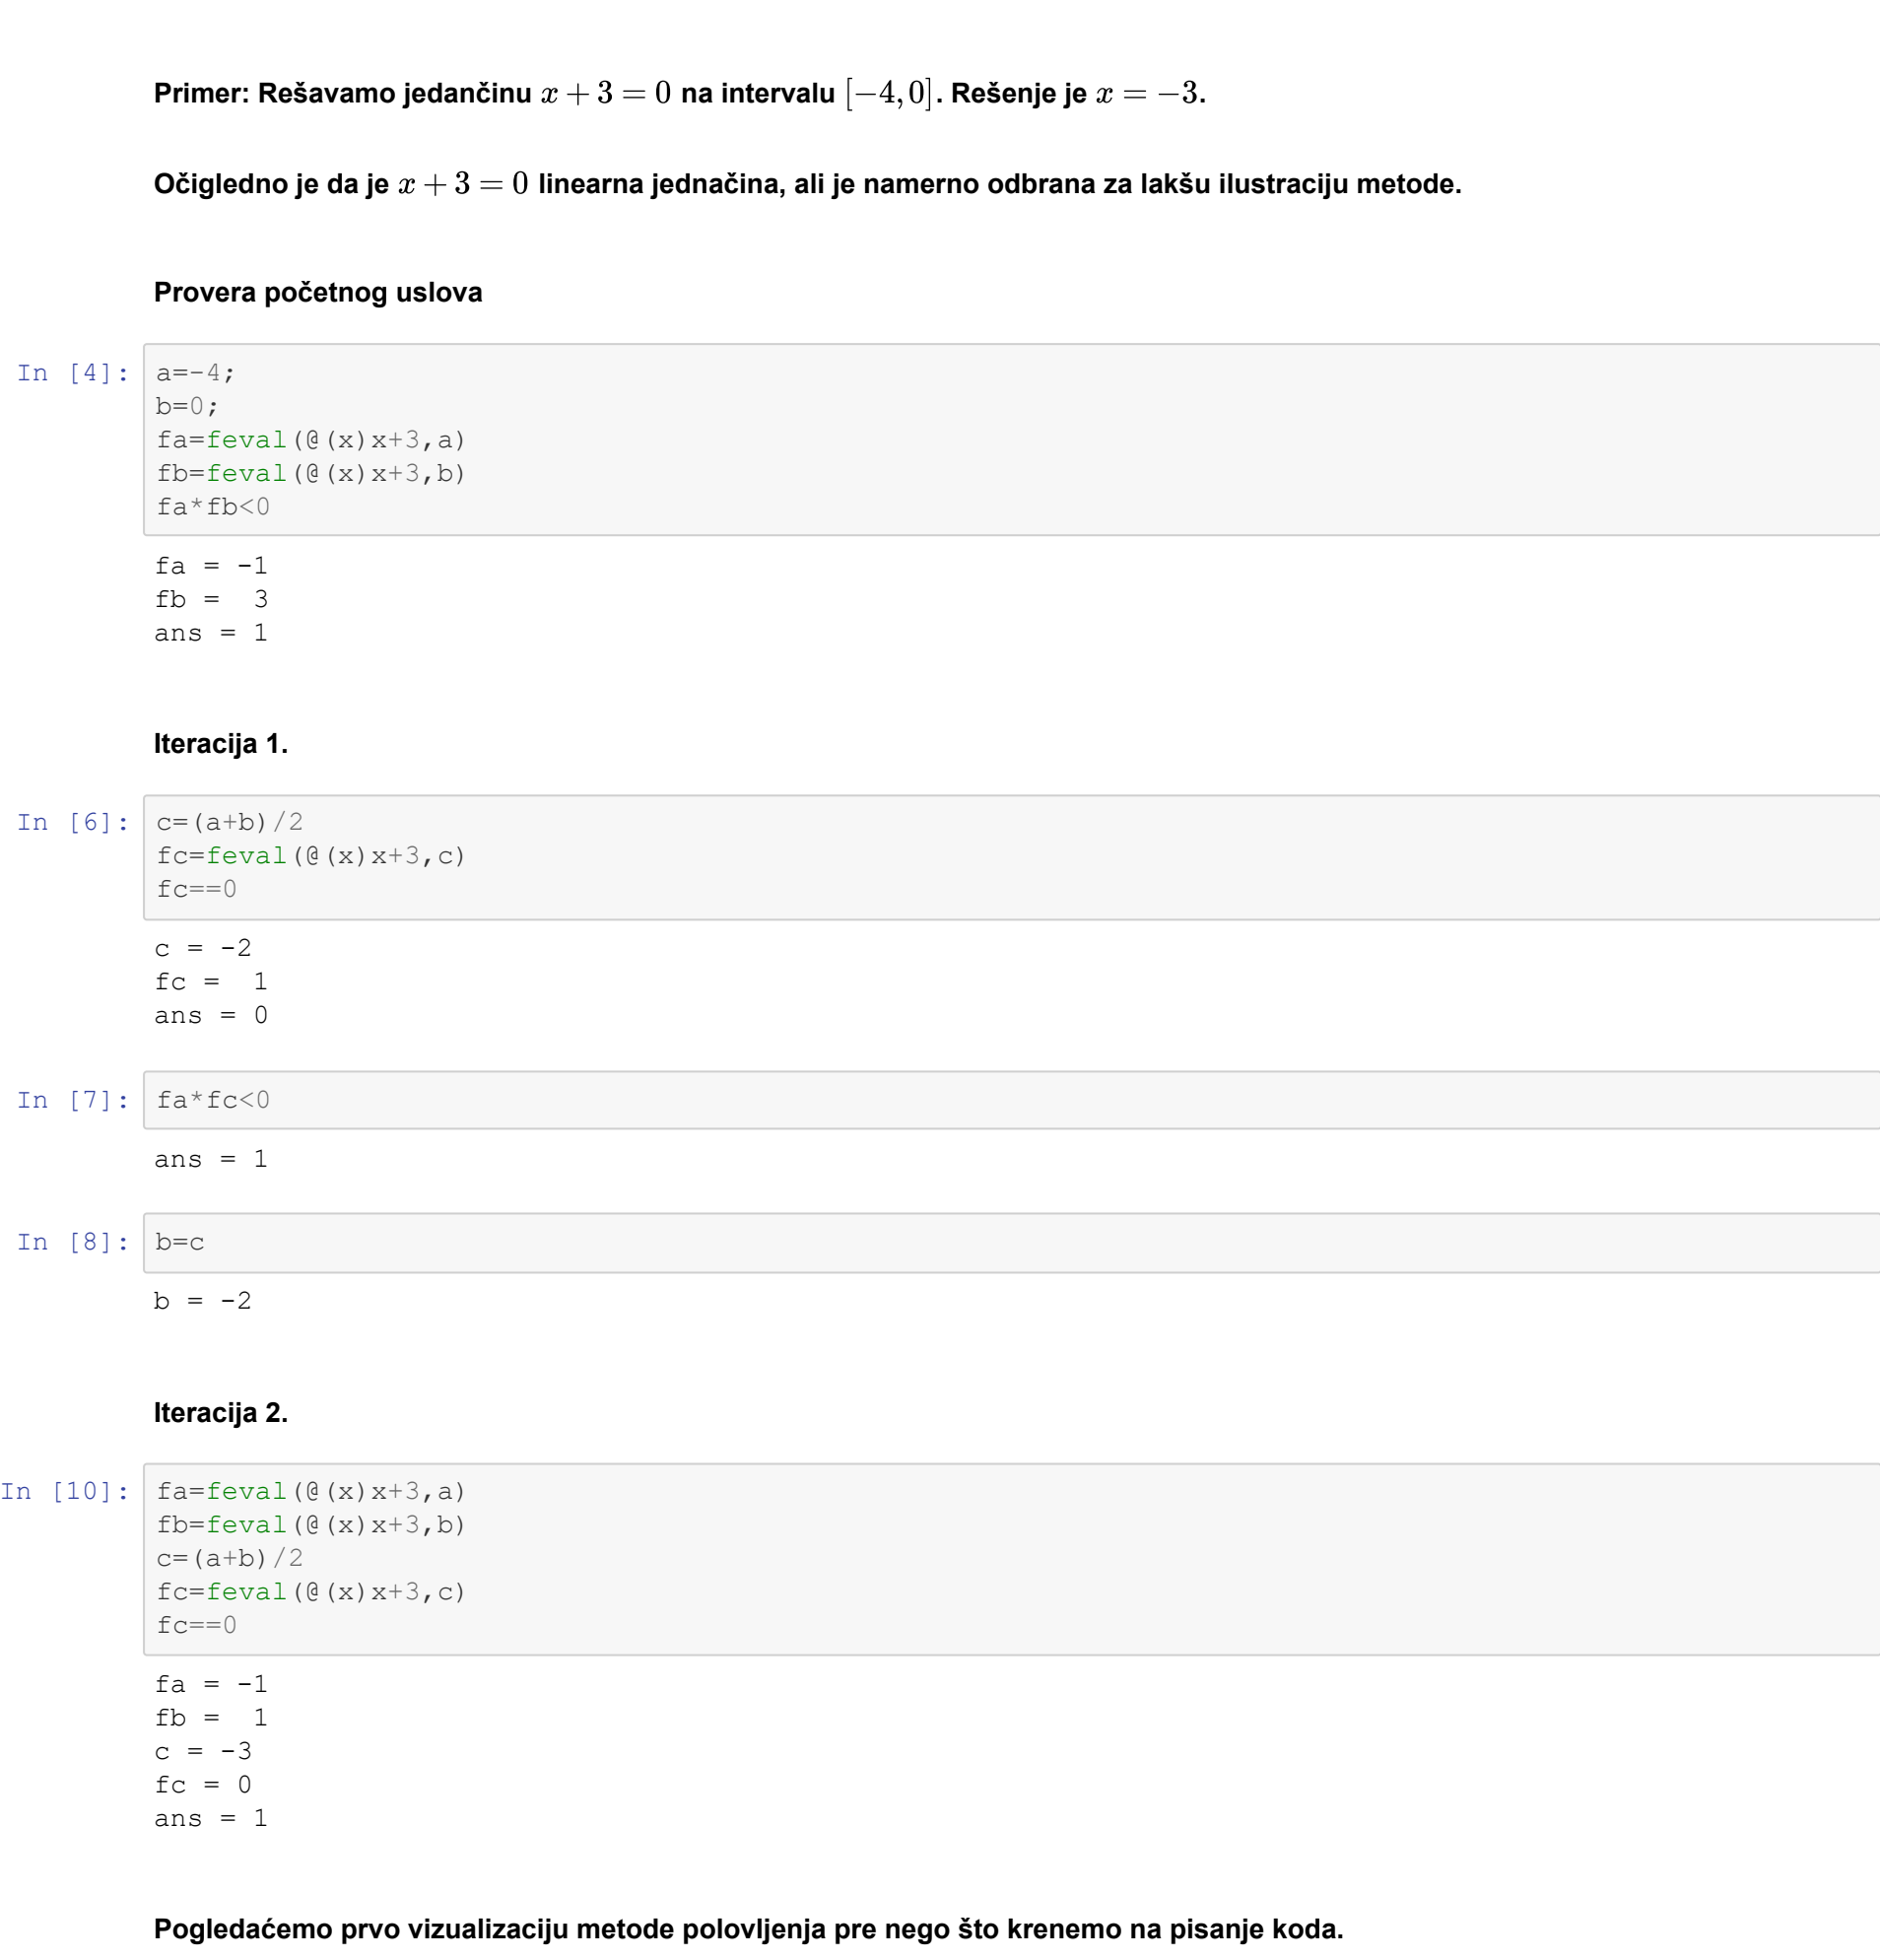 Primer: Rešavamo jedančinu x + 3 = 0 na intervalu [−4, 0]. Rešenje je x = −3.
Očigledno je da je x + 3 = 0 linearna jednačina, ali je namerno odbrana za lakšu ilustraciju metode.
Provera početnog uslova
In [4]: a=-4;
b=0;
fa=feval(@(x)x+3,a)
fb=feval(@(x)x+3,b)
fa*fb<0
fa = -1
fb =  3
ans = 1
Iteracija 1.
In [6]: c=(a+b)/2
fc=feval(@(x)x+3,c)
fc==0
c = -2
fc =  1
ans = 0
In [7]: fa*fc<0
ans = 1
In [8]: b=c
b = -2
Iteracija 2.
In [10]: fa=feval(@(x)x+3,a)
fb=feval(@(x)x+3,b)
c=(a+b)/2
fc=feval(@(x)x+3,c)
fc==0
fa = -1
fb =  1
c = -3
fc = 0
ans = 1
Pogledaćemo prvo vizualizaciju metode polovljenja pre nego što krenemo na pisanje koda.